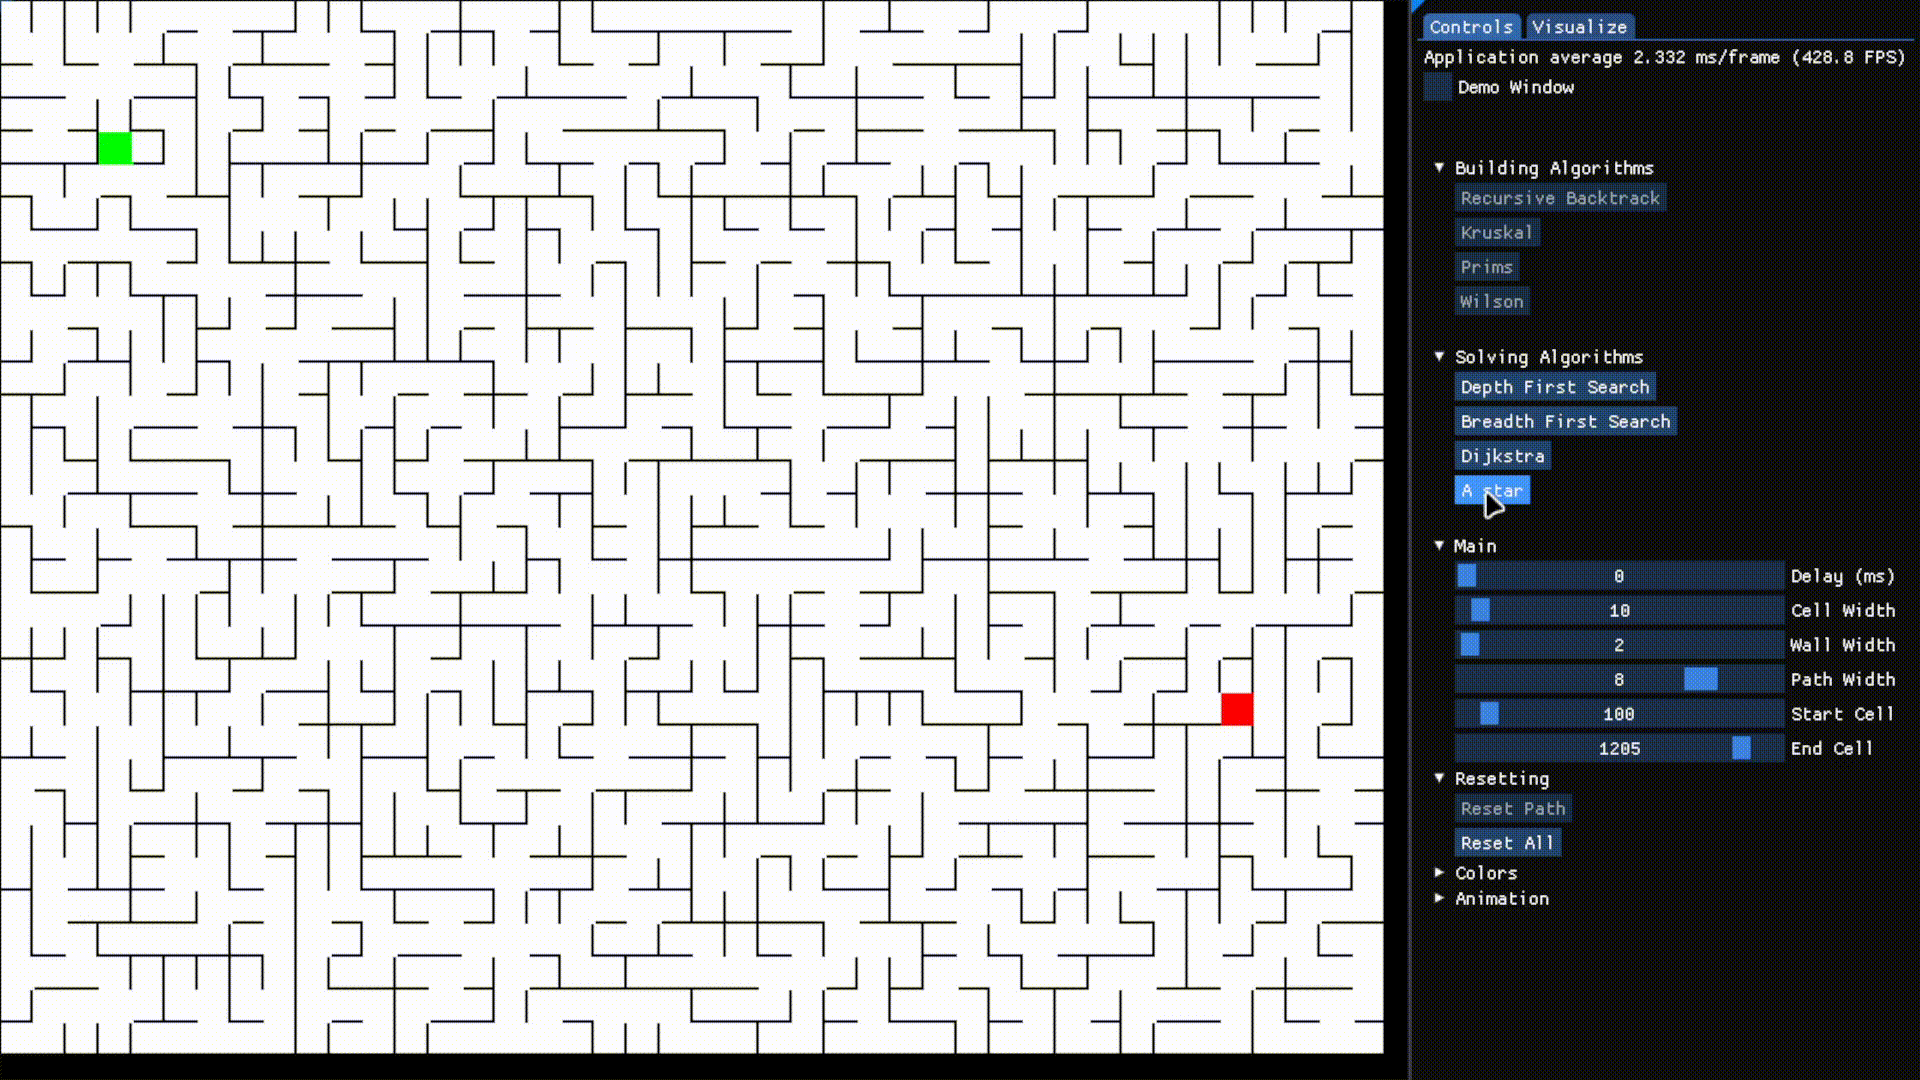 Controls Visualize
Application average 2.332 ms/frame (428.8 FPS)
Demo Window
Building Algorithms
Recursive Backtrack
Kruskal
Prims
Wilson
Solving Algorithms
Depth First Search
Breadth First Search
Dijkstra
A star
Main
0 Delay (ms)
10 Cell Width
2 Wall Width
8 Path Width
100 Start Cell
1205 End Cell
Resetting
Reset Path
Reset All
Colors
Animation